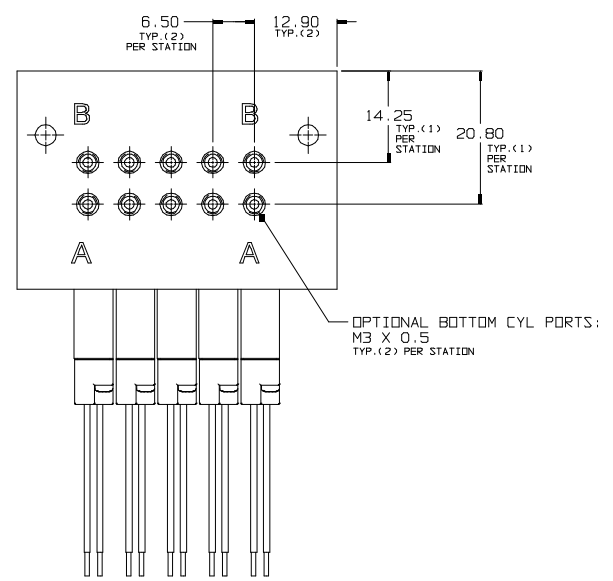 6.50
TYP.(2)
PER STATION
12.90
TYP.(2)
B
B
14.25
TYP.(1)
PER
STATION
20.80
TYP.(1)
PER
STATION
A
A
OPTIONAL BOTTOM CYL PORTS:
M3 X 0.5
TYP.(2) PER STATION